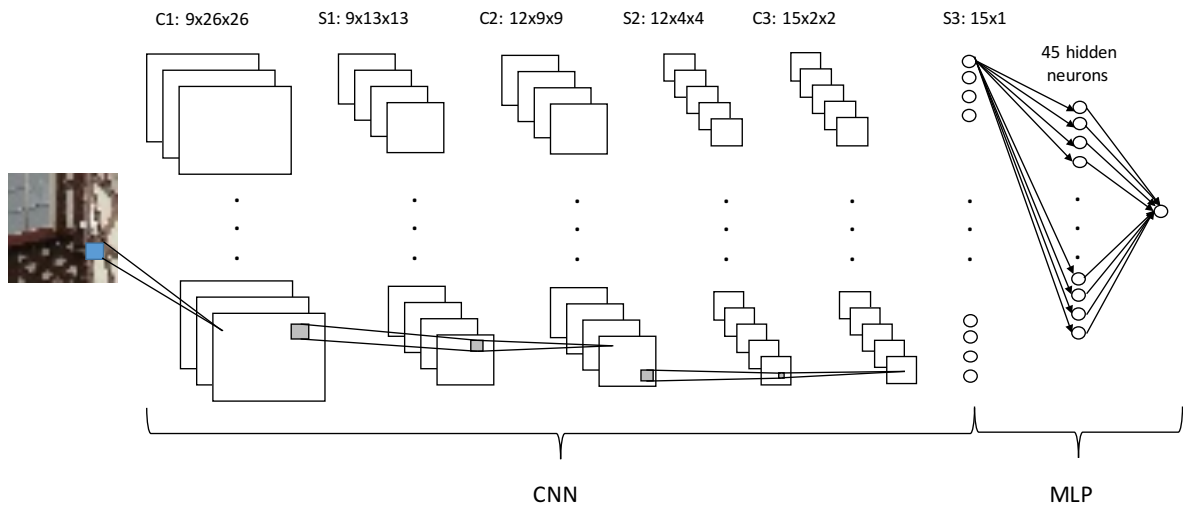 C1: 9x26x26
S1: 9x13x13
C2: 12x9x9
S2: 12x4x4
C3: 15x2x2
S3: 15x1
45 hidden
neurons
CNN
MLP